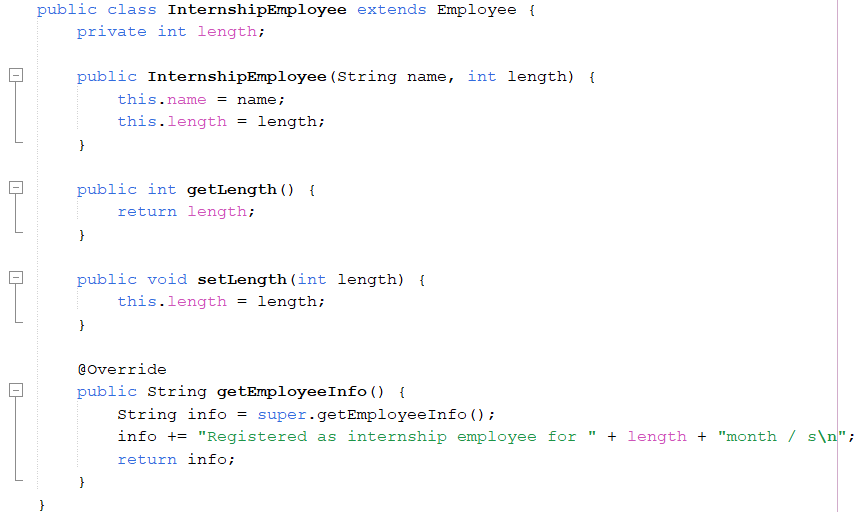 public class InternshipEmployee extends Employee {
    private int length;

    public InternshipEmployee(String name, int length) {
        this.name = name;
        this.length = length;
    }

    public int getLength() {
        return length;
    }

    public void setLength(int length) {
        this.length = length;
    }

    @Override
    public String getEmployeeInfo() {
        String info = super.getEmployeeInfo();
        info += "Registered as internship employee for " + length + "month / s\n";
        return info;
    }
}